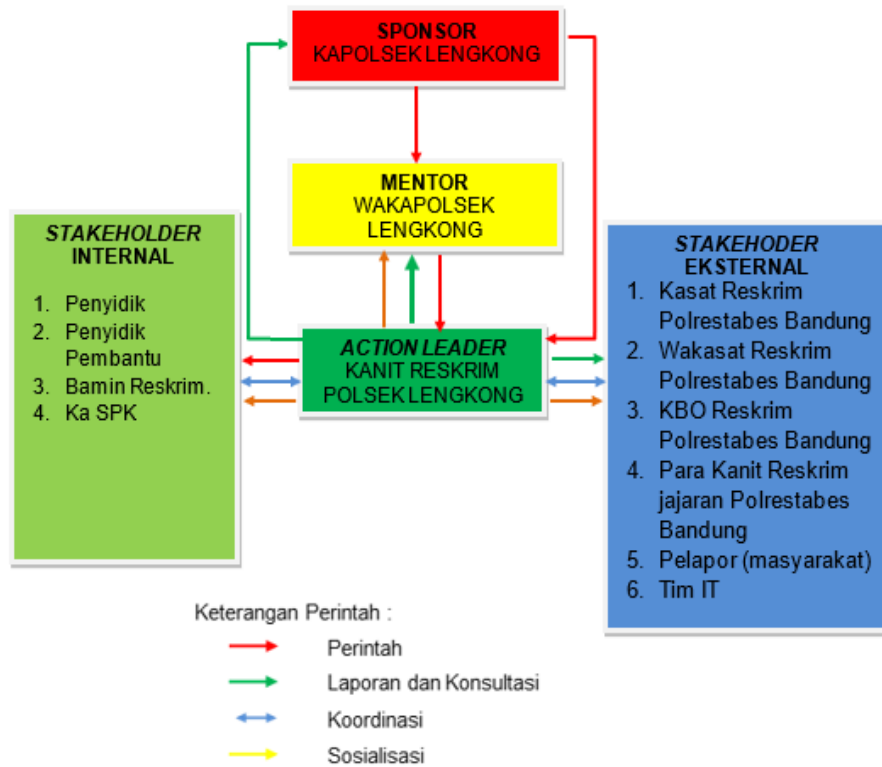 SPONSOR
KAPOLSEK LENGKONG
MENTOR
WAKAPOLSEK
LENGKONG
STAKEHOLDER
INTERNAL
1. Penyidik
2. Penyidik
Pembantu
3. Bamin Reskrim.
4. Ka SPK
ACTION LEADER
KANIT RESKRIM
POLSEK LENGKONG
STAKEHODER
EKSTERNAL
1. Kasat Reskrim
Polrestabes Bandung
2. Wakasat Reskrim
Polrestabes Bandung
3. KBO Reskrim
Polrestabes Bandung
4. Para Kanit Reskrim
jajaran Polrestabes
Bandung
5. Pelapor (masyarakat)
6. Tim IT
Keterangan Perintah :
Perintah
Laporan dan Konsultasi
Koordinasi
Sosialisasi